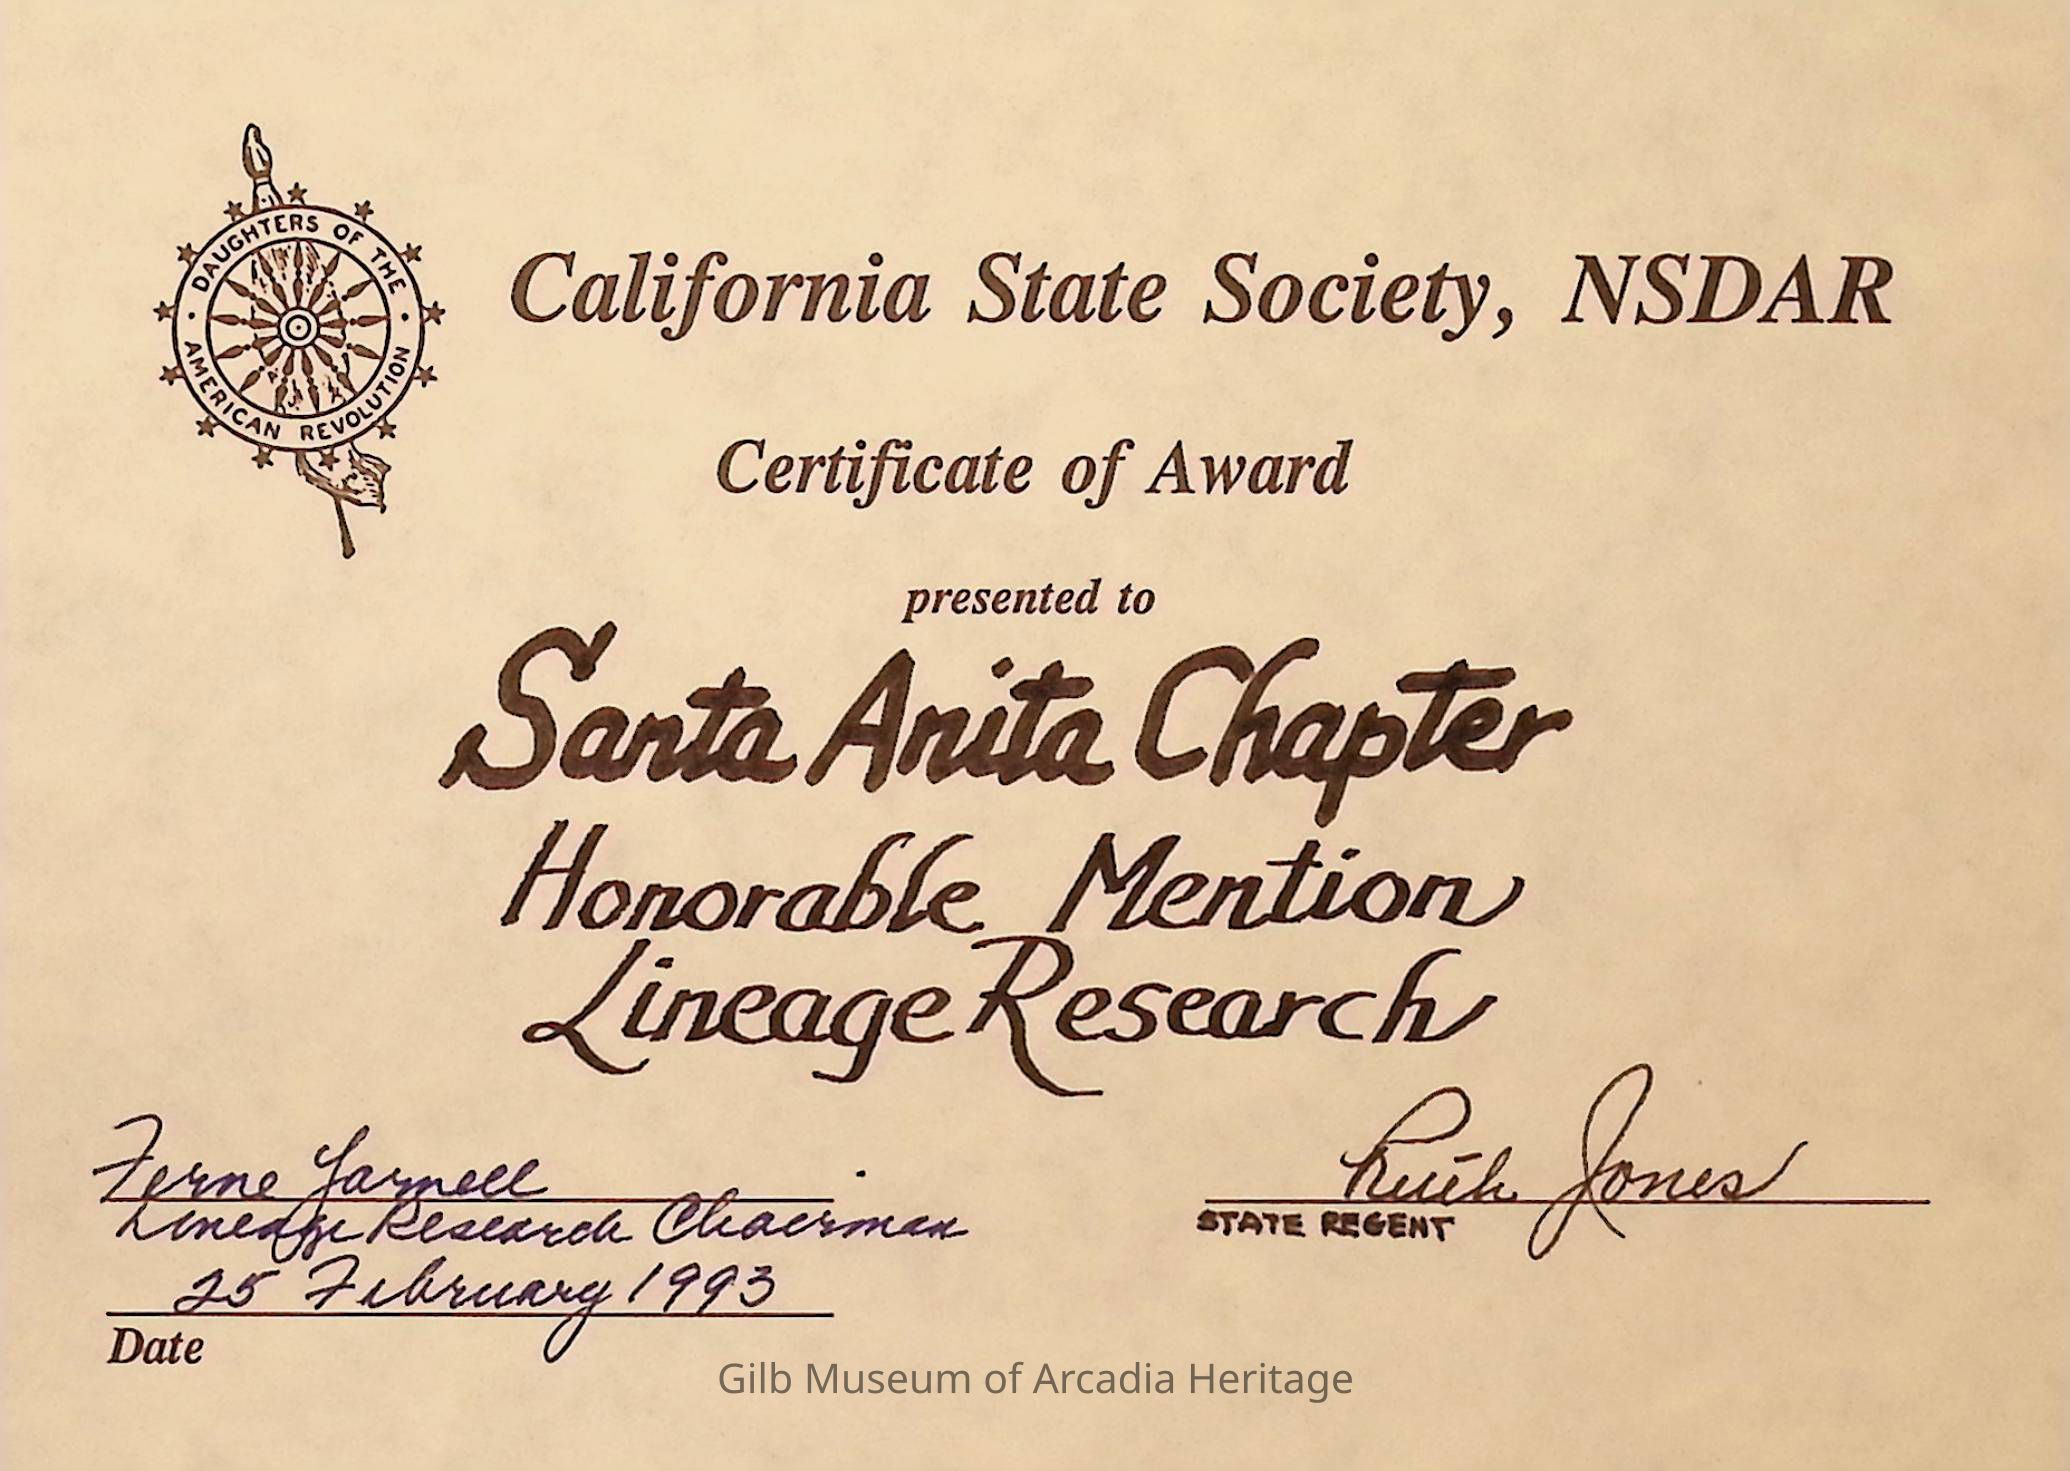 DAUGHTERS OF THE
AMERICAN REVOLUTION
California State Society, NSDAR
Certificate of Award
presented to
Santa Anita Chapter
Honorable Mention
Lineage Research
Ferne Yarnell
Lineage Research Chairman
25 February 1993
Date
Ruth Jones
STATE REGENT
Gilb Museum of Arcadia Heritage